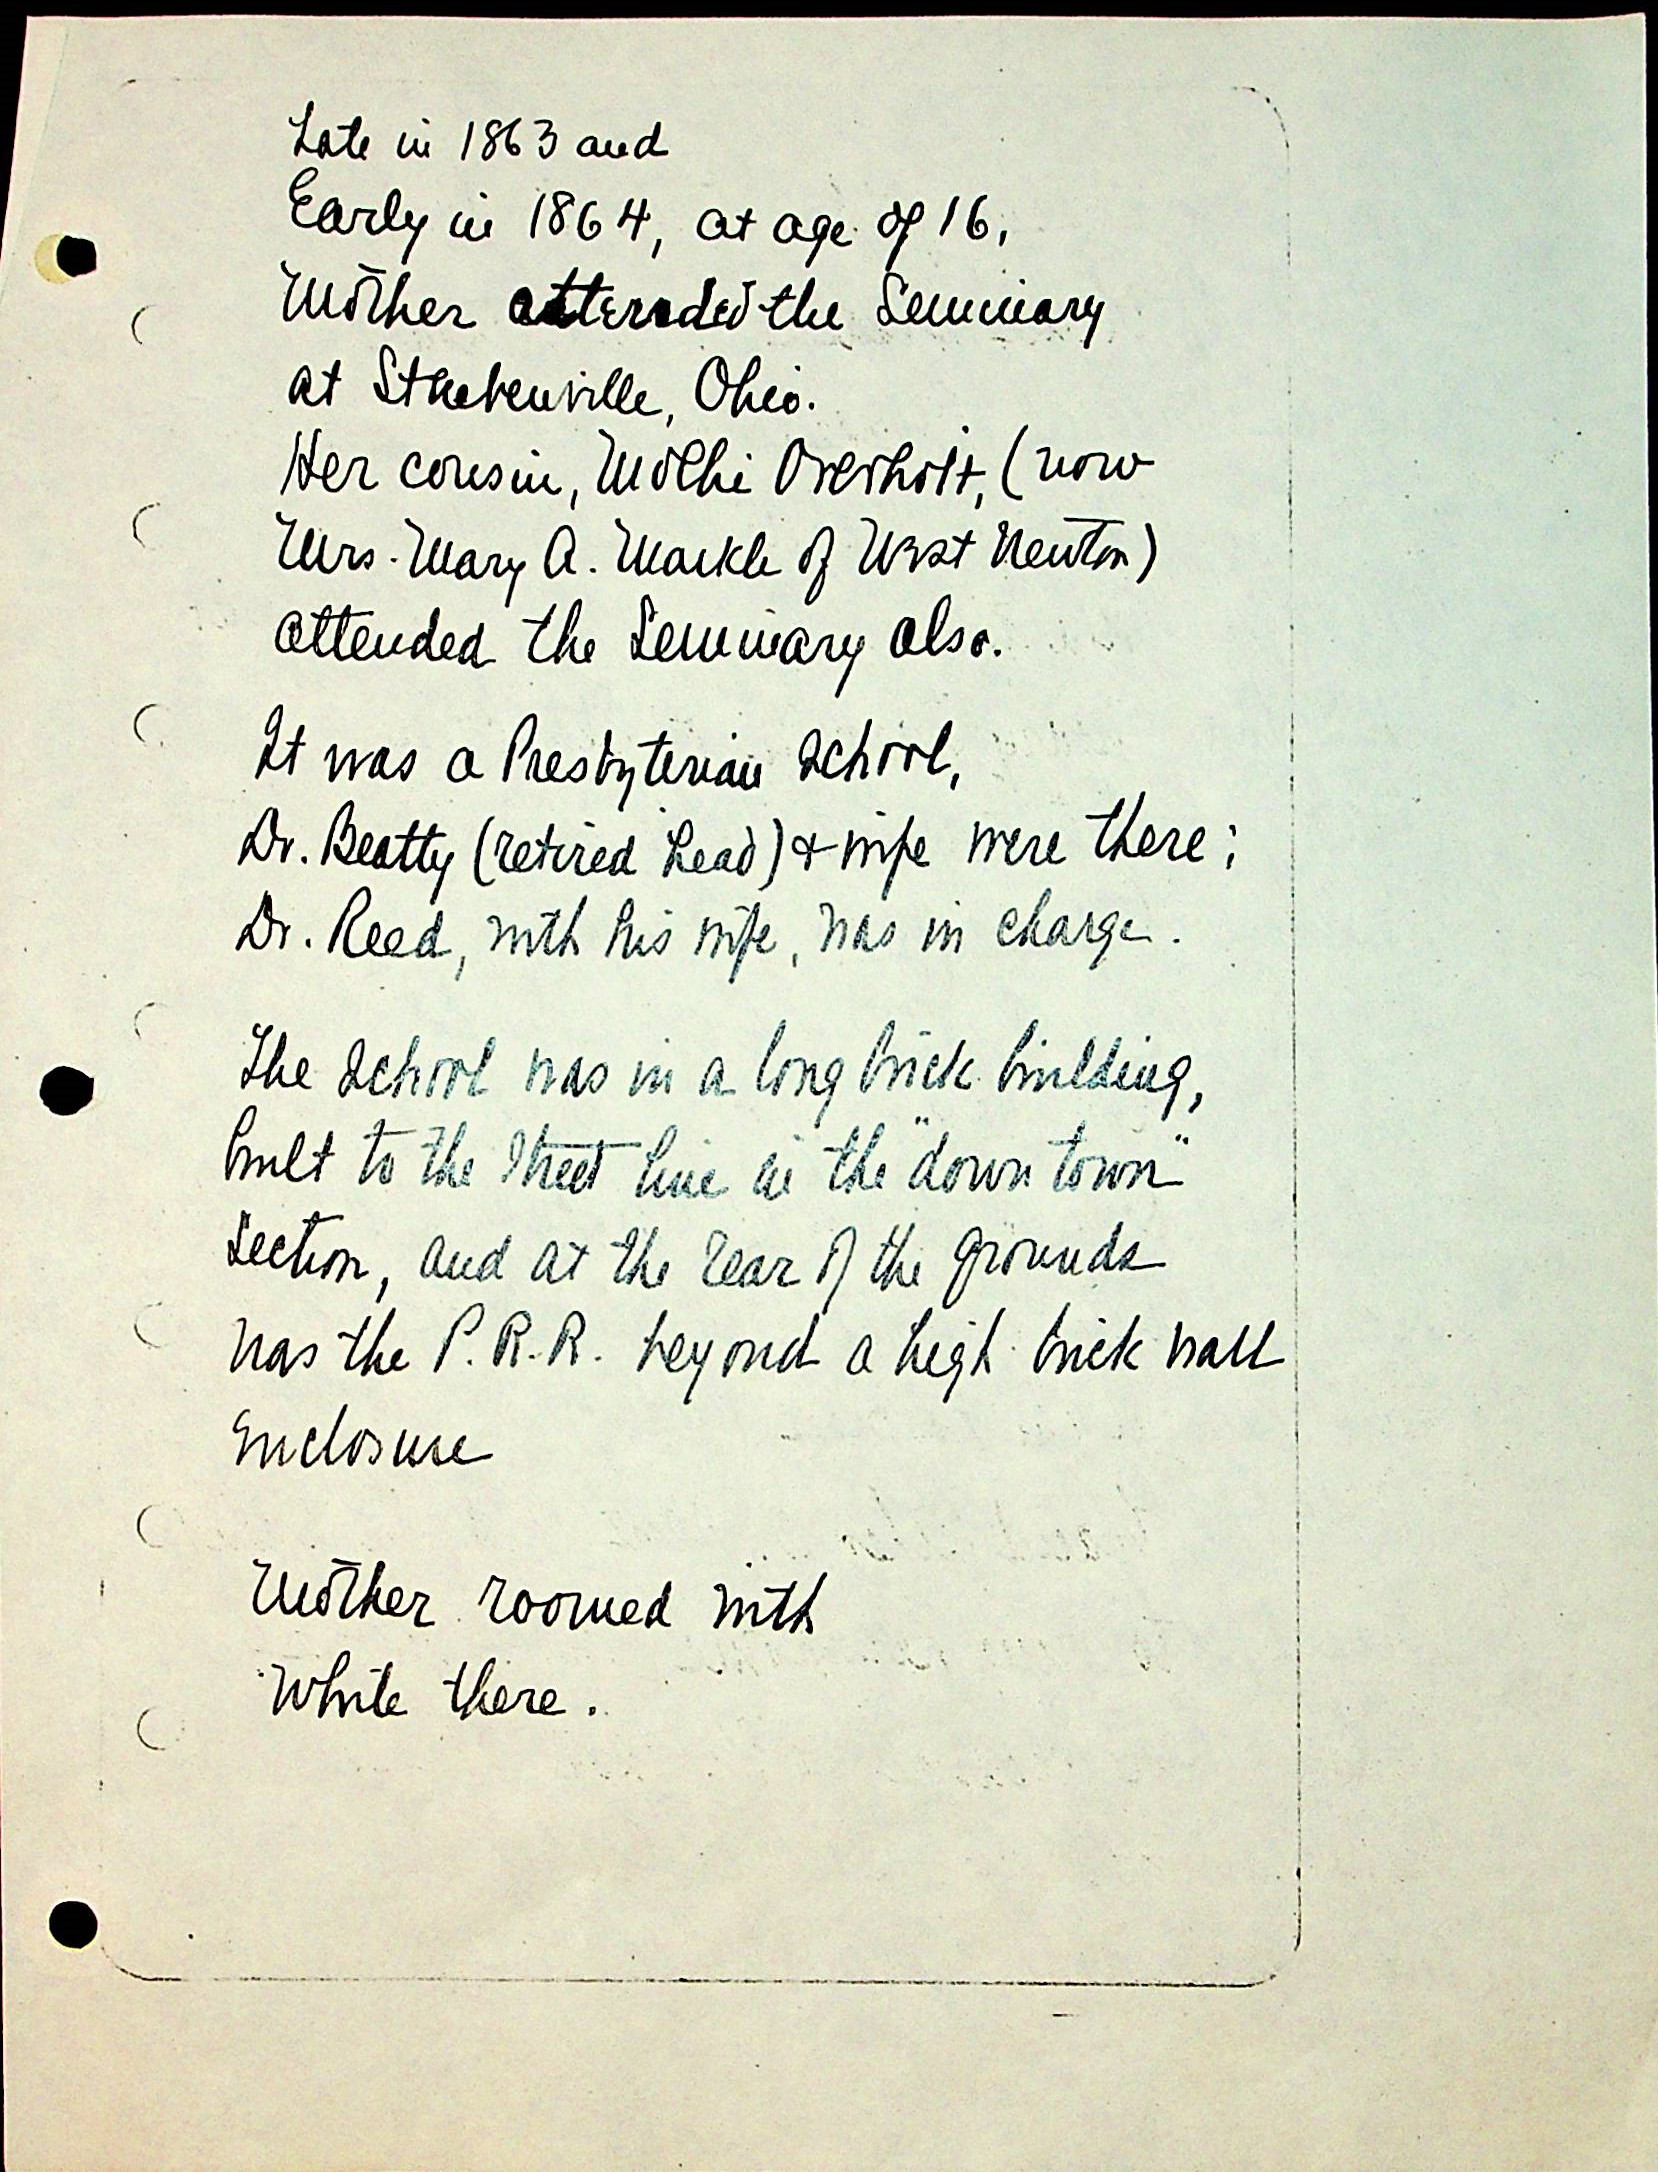 Late in 1863 and
Early in 1864, at age of 16,
Mother attended the Seminary
at Steubenville, Ohio.
Her cousin, Mollie Overholt, (now
Mrs. Mary A. Markle of West Newton)
attended the Seminary also.
It was a Presbyterian School,
Dr. Beatty (retired head) & wife were there;
Dr. Reed, with his wife, was in charge.
The School was in a long brick building,
built to the Street line in the "down town"
Section, and at the rear of the grounds
was the P.R.R. beyond a high brick wall
Enclosure
Mother roomed with
White there.